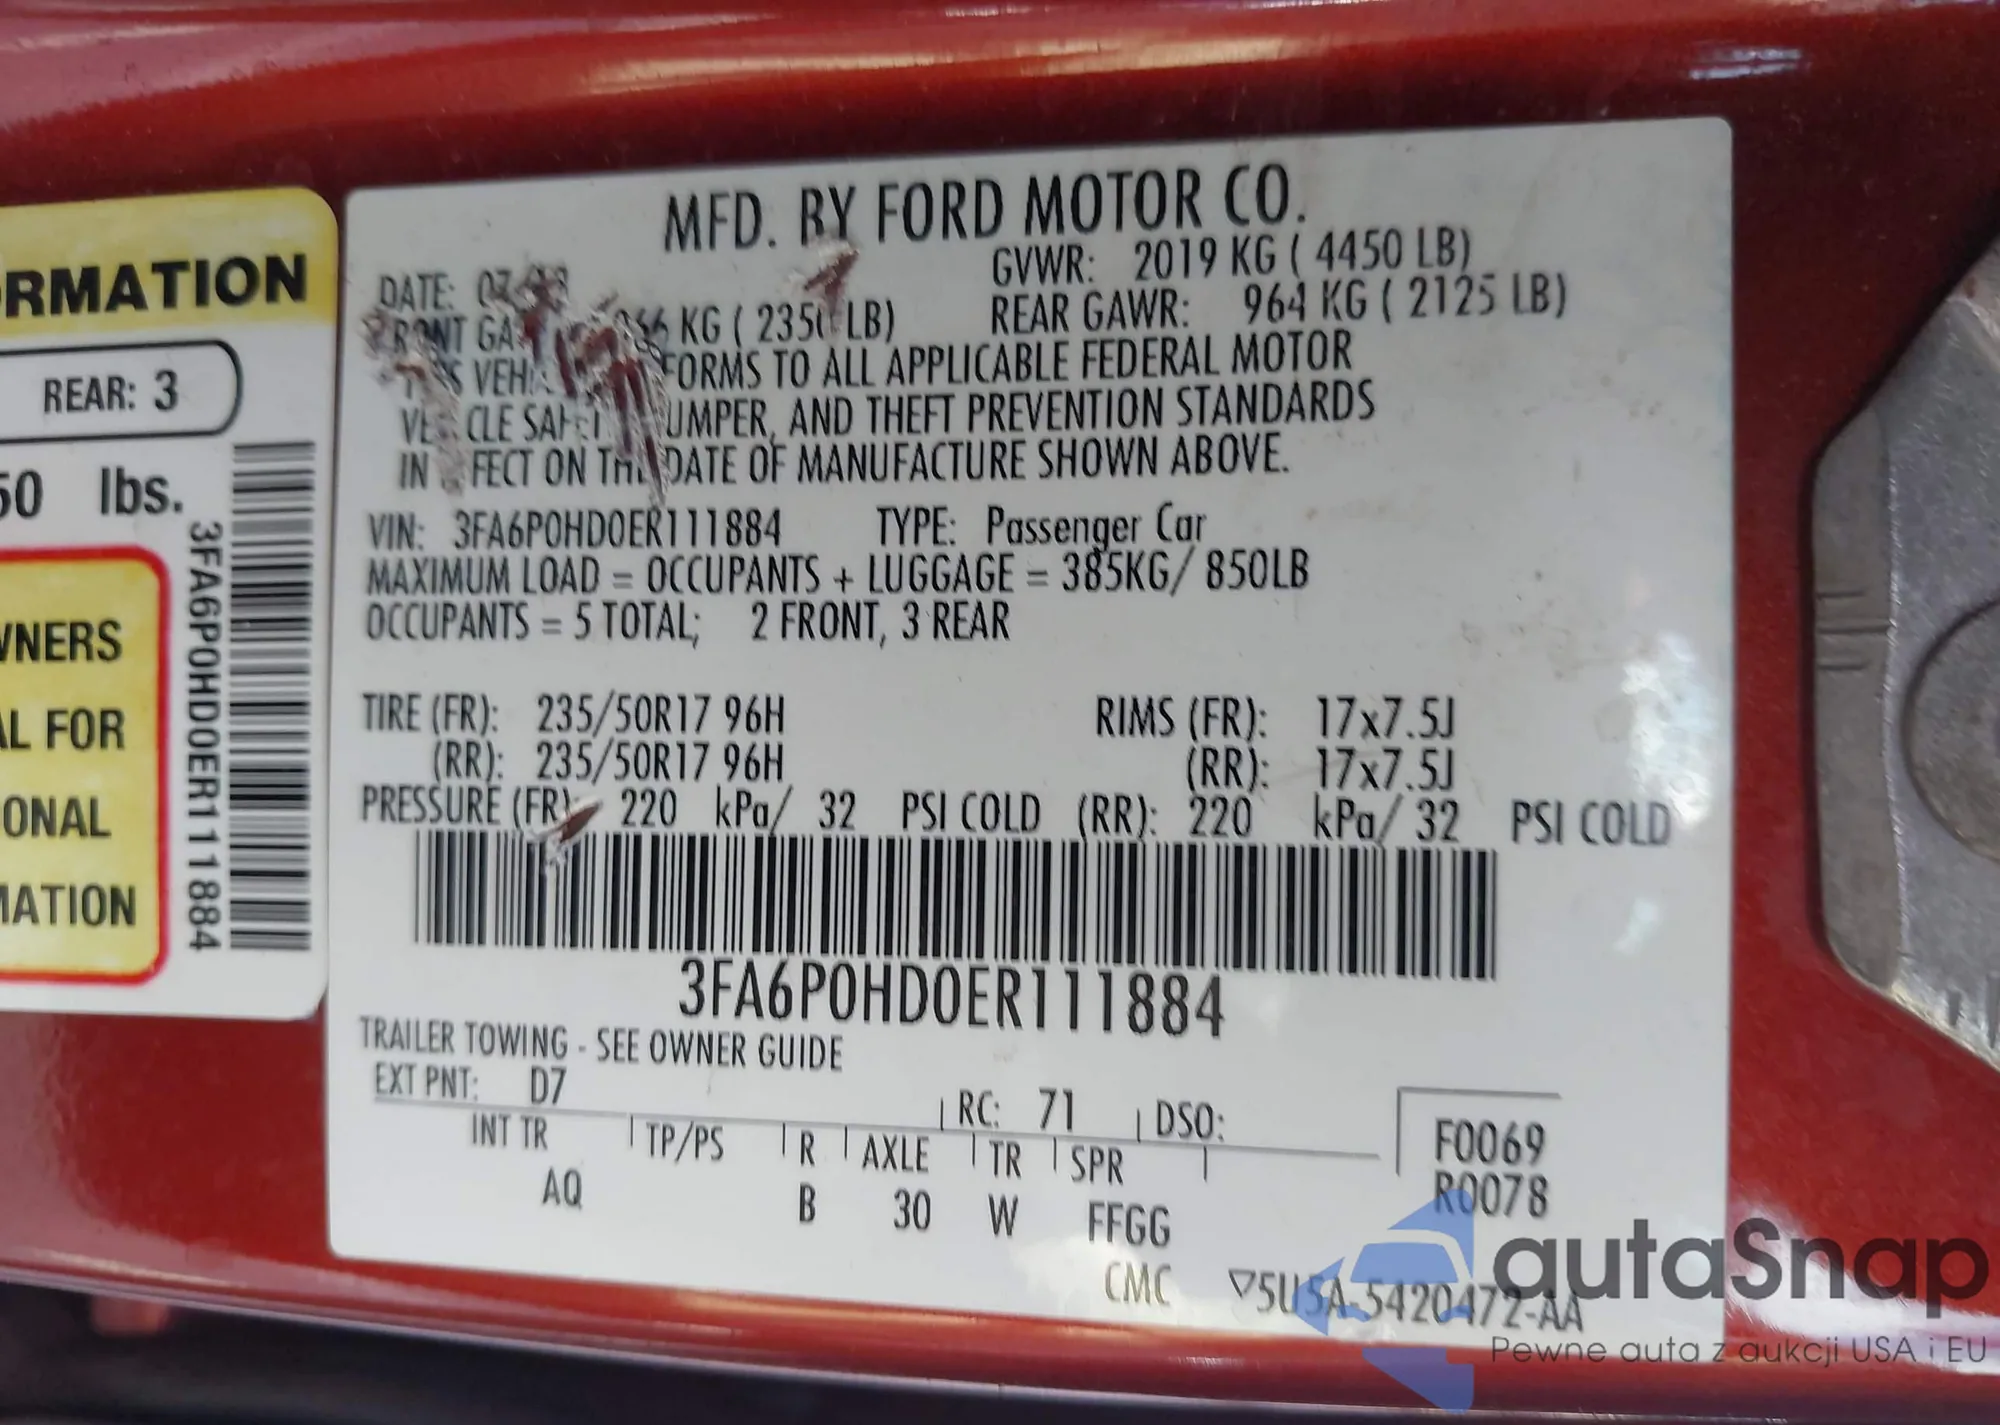 RMATION
REAR: 3
50 lbs.
WNERS
AL FOR
ONAL
MATION
3FA6P0HD0ER111884
MFD. BY FORD MOTOR CO.
DATE: GVWR: 2019 KG ( 4450 LB)
FRONT KG ( LB) REAR GAWR: 964 KG ( 2125 LB)
FORMS TO ALL APPLICABLE FEDERAL MOTOR
UMPER, AND THEFT PREVENTION STANDARDS
IN FECT ON THE DATE OF MANUFACTURE SHOWN ABOVE.
VIN: 3FA6P0HD0ER111884 TYPE: Passenger Car
MAXIMUM LOAD = OCCUPANTS + LUGGAGE = 385KG/ 850LB
OCCUPANTS = 5 TOTAL; 2 FRONT, 3 REAR
TIRE (FR): 235/50R17 96H RIMS (FR): 17x7.5J
(RR): 235/50R17 96H (RR): 17x7.5J
PRESSURE (FR): 220 kPa/ 32 PSI COLD (RR): 220 kPa/ 32 PSI COLD
3FA6P0HD0ER111884
TRAILER TOWING - SEE OWNER GUIDE
EXT PNT: D7 RC: 71 DSO:
INT TR TP/PS R AXLE TR SPR
AQ B 30 W FFGG
F0069
R0078
CMC ▽5U5A-5420472-AA
autaSnap
Pewne auta z aukcji USA i EU